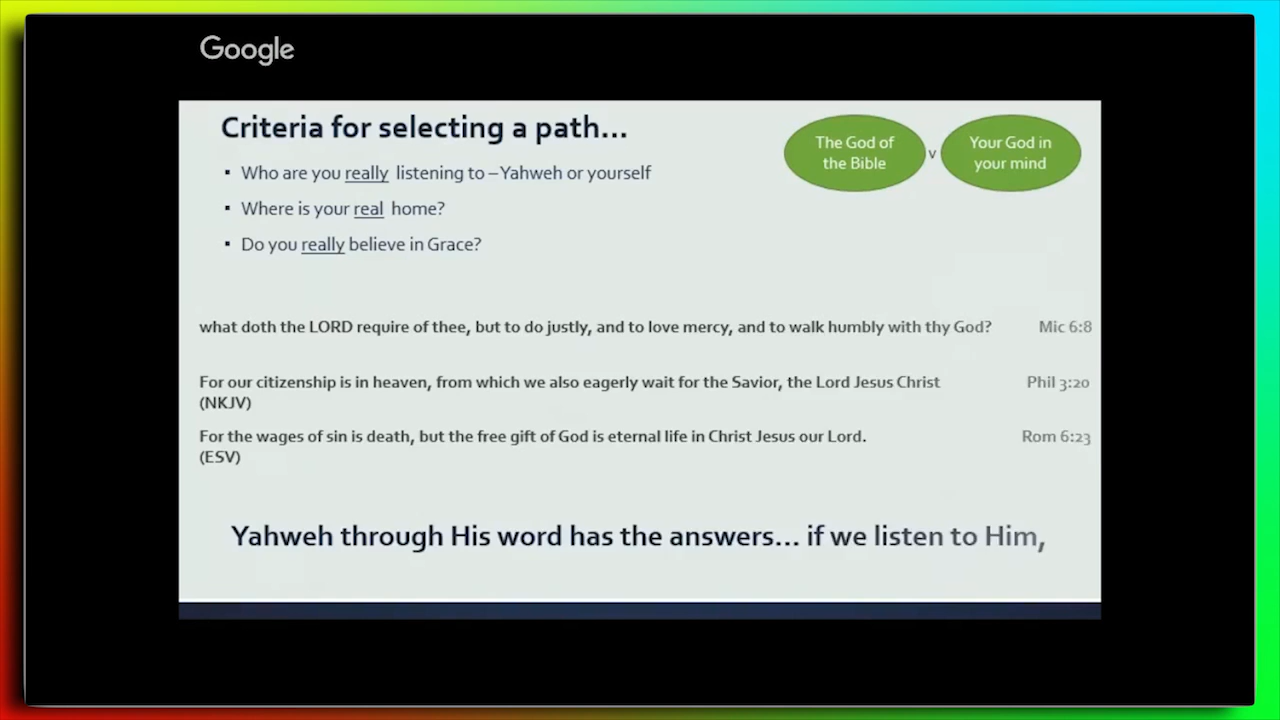 Google
Criteria for selecting a path...
The God of
the Bible
v
Your God in
your mind
▪ Who are you really listening to – Yahweh or yourself
▪ Where is your real home?
▪ Do you really believe in Grace?
what doth the LORD require of thee, but to do justly, and to love mercy, and to walk humbly with thy God? Mic 6:8
For our citizenship is in heaven, from which we also eagerly wait for the Savior, the Lord Jesus Christ Phil 3:20
(NKJV)
For the wages of sin is death, but the free gift of God is eternal life in Christ Jesus our Lord. Rom 6:23
(ESV)
Yahweh through His word has the answers... if we listen to Him,